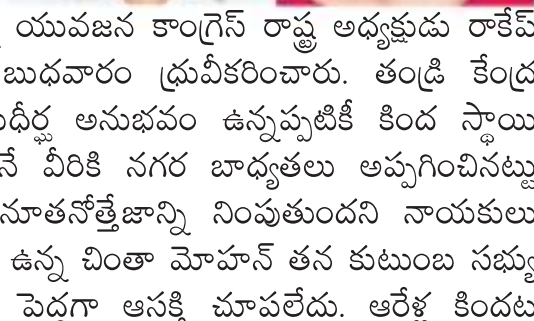 యువజన కాంగ్రెస్ రాష్ట్ర అధ్యక్షుడు రాకేష్
బుధవారం ధ్రువీకరించారు. తండ్రి కేంద్ర
అనుభవం ఉన్నప్పటికీ కింద స్థాయి
నే వీరికి నగర బాధ్యతలు అప్పగించినట్టు
నూతనోత్తేజాన్ని నింపుతుందని నాయకులు
ఉన్న చింతా మోహన్ తన కుటుంబ సభ్యు
పెద్దగా ఆసక్తి చూపలేదు. ఆరేళ్ల కిందట